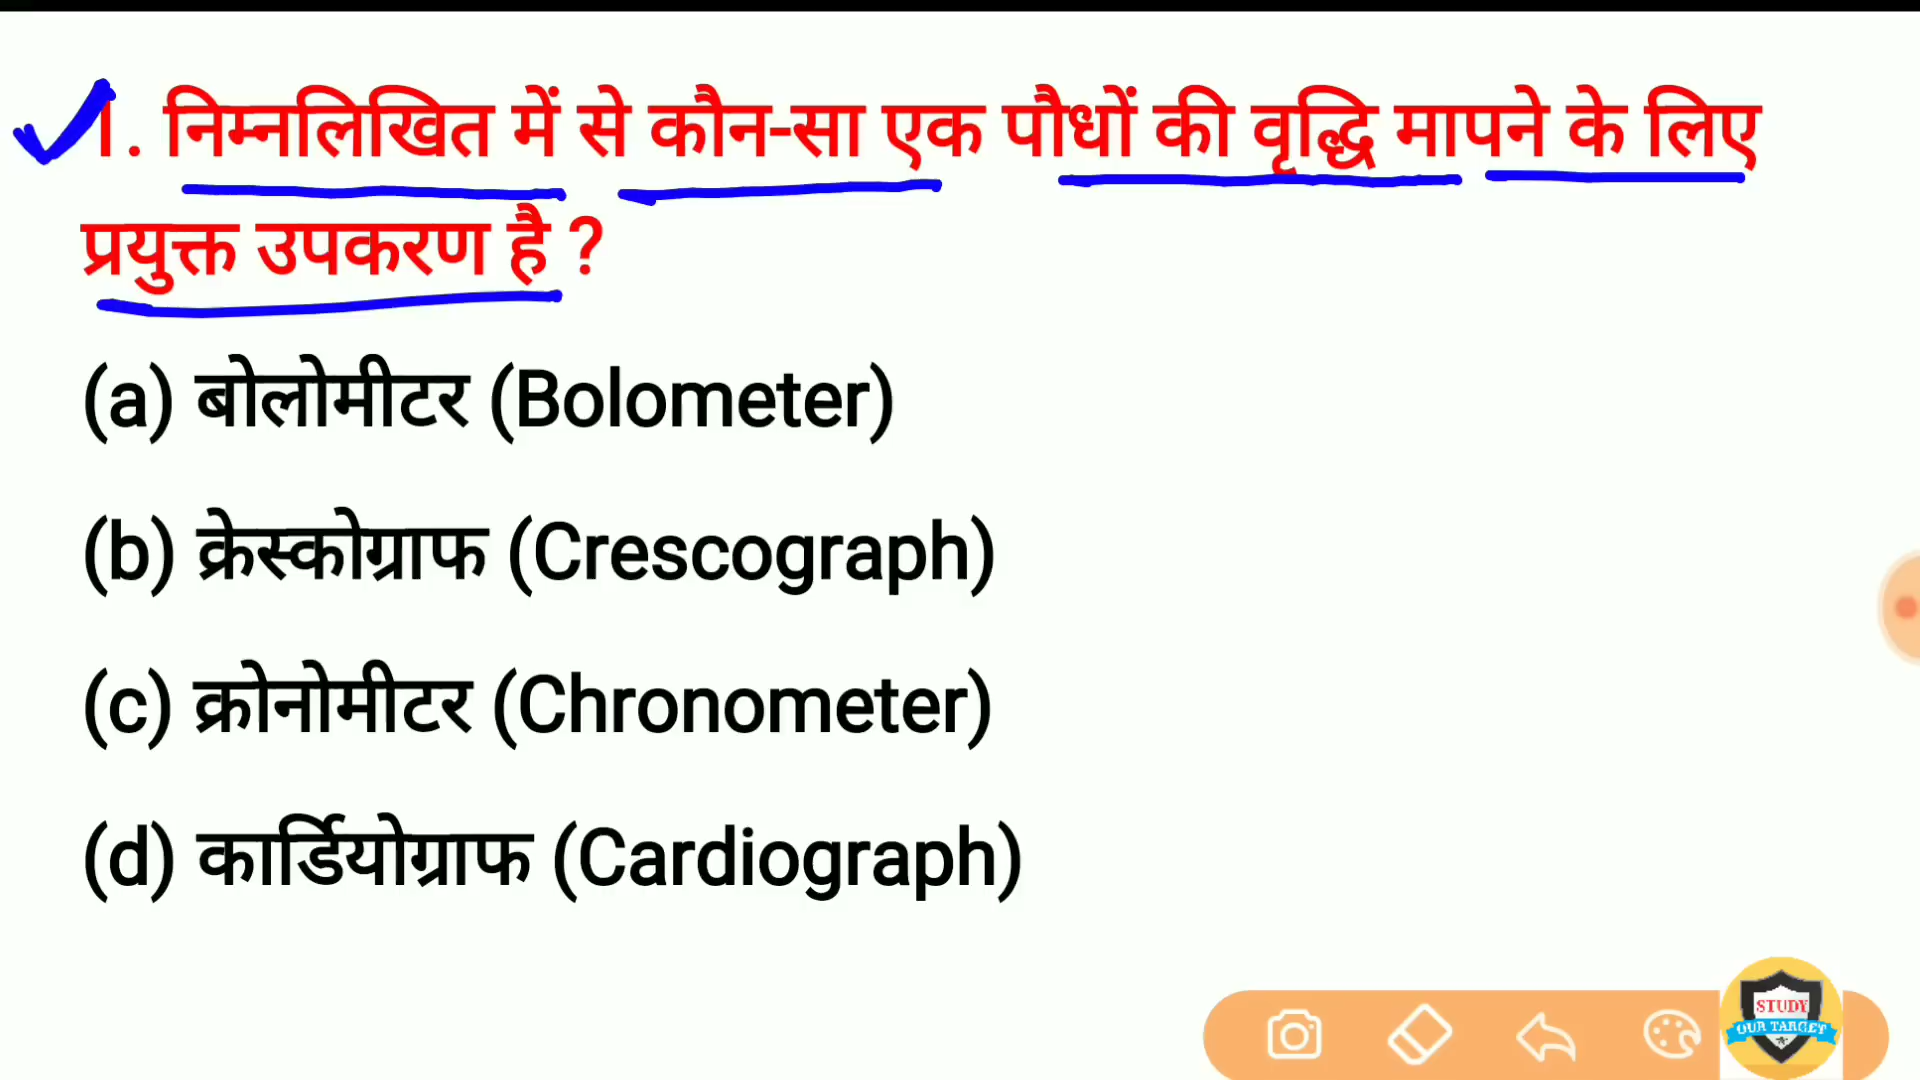 1. निम्नलिखित में से कौन-सा एक पौधों की वृद्धि मापने के लिए
प्रयुक्त उपकरण है ?
(a) बोलोमीटर (Bolometer)
(b) क्रेस्कोग्राफ (Crescograph)
(c) क्रोनोमीटर (Chronometer)
(d) कार्डियोग्राफ (Cardiograph)
STUDY
OUR TARGET